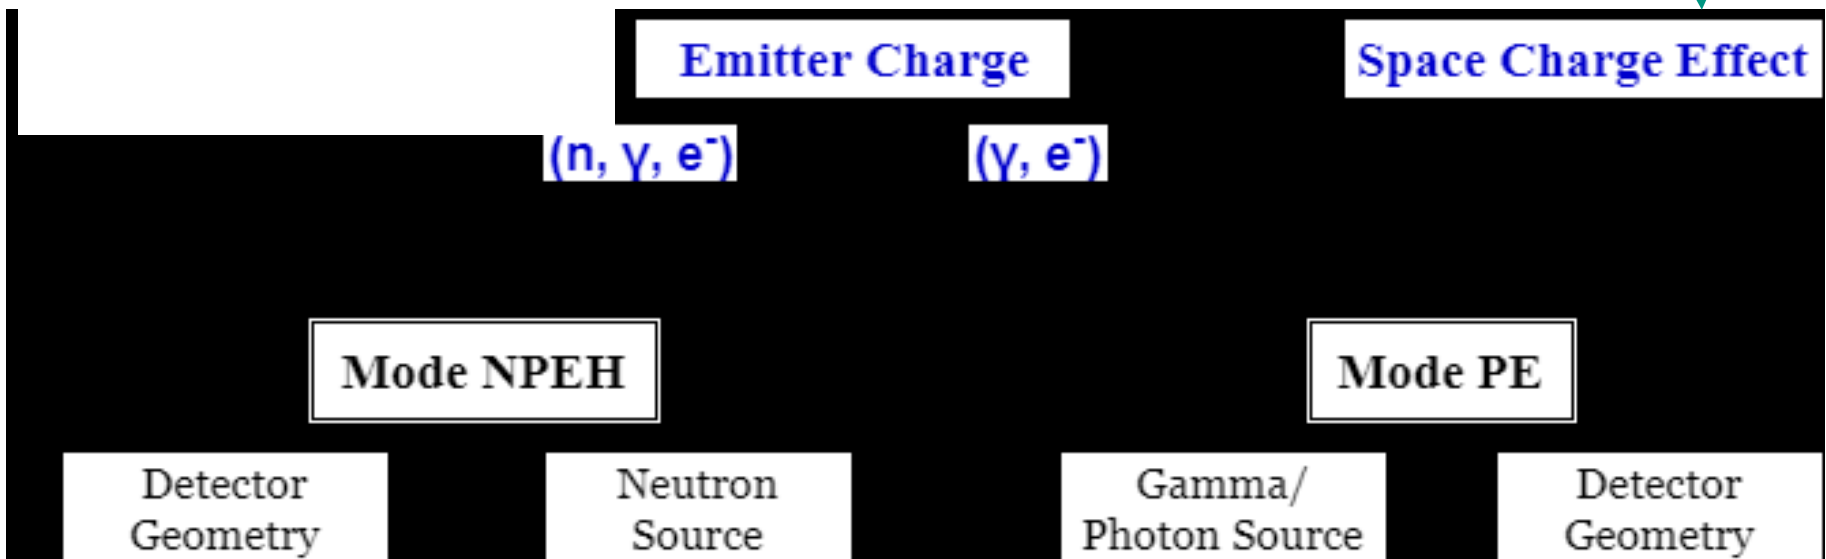 Emitter Charge
Space Charge Effect
(n, γ, e⁻)
(γ, e⁻)
Mode NPEH
Mode PE
Detector
Geometry
Neutron
Source
Gamma/
Photon Source
Detector
Geometry